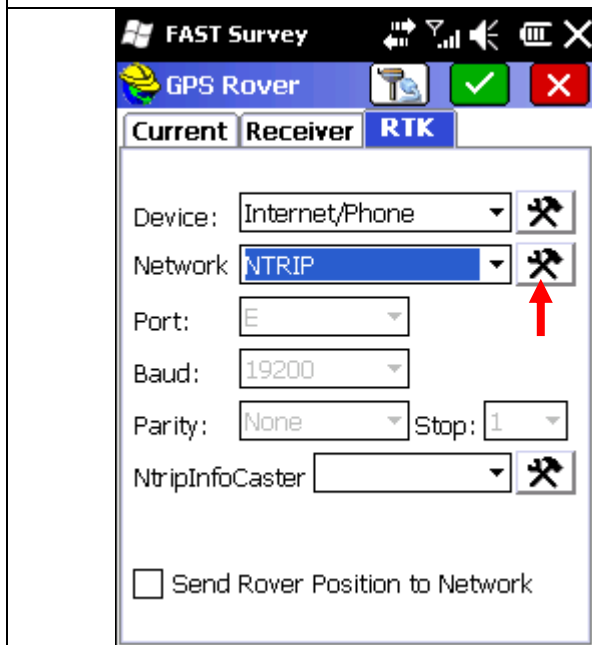 FAST Survey
GPS Rover
Current Receiver RTK
Device: Internet/Phone
Network NTRIP
Port: E
Baud: 19200
Parity: None Stop: 1
NtripInfoCaster
Send Rover Position to Network